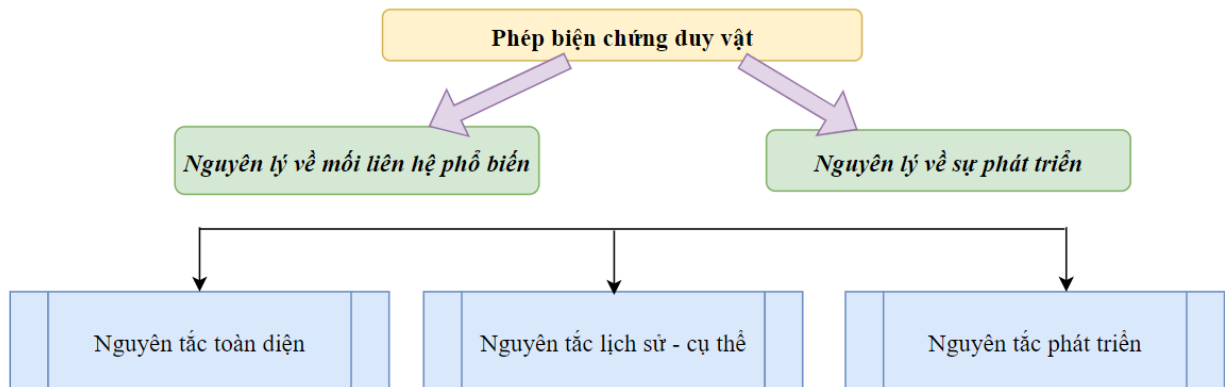 Phép biện chứng duy vật
Nguyên lý về mối liên hệ phổ biến
Nguyên lý về sự phát triển
Nguyên tắc toàn diện
Nguyên tắc lịch sử - cụ thể
Nguyên tắc phát triển